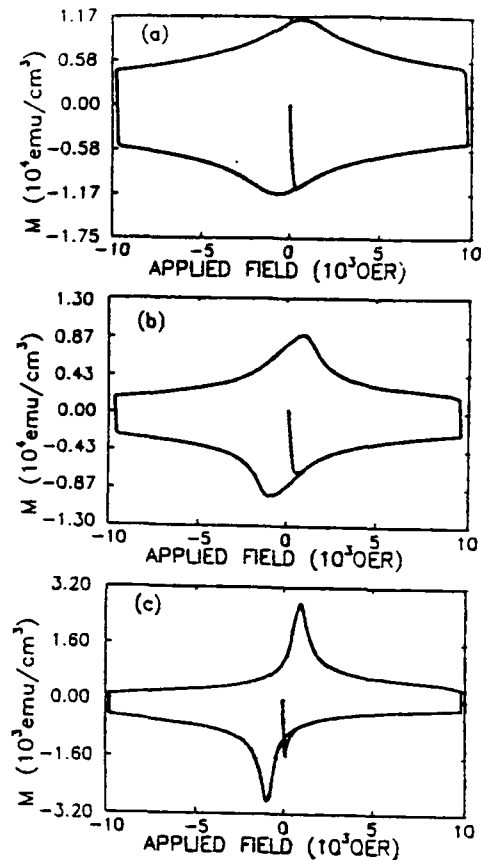 (a)
1.17
0.58
0.00
-0.58
-1.17
-1.75
M (10⁴emu/cm³)
-10 -5 0 5 10
APPLIED FIELD (10³OER)
(b)
1.30
0.87
0.43
0.00
-0.43
-0.87
-1.30
M (10⁴emu/cm³)
-10 -5 0 5 10
APPLIED FIELD (10³OER)
(c)
3.20
1.60
0.00
-1.60
-3.20
M (10³emu/cm³)
-10 -5 0 5 10
APPLIED FIELD (10³OER)